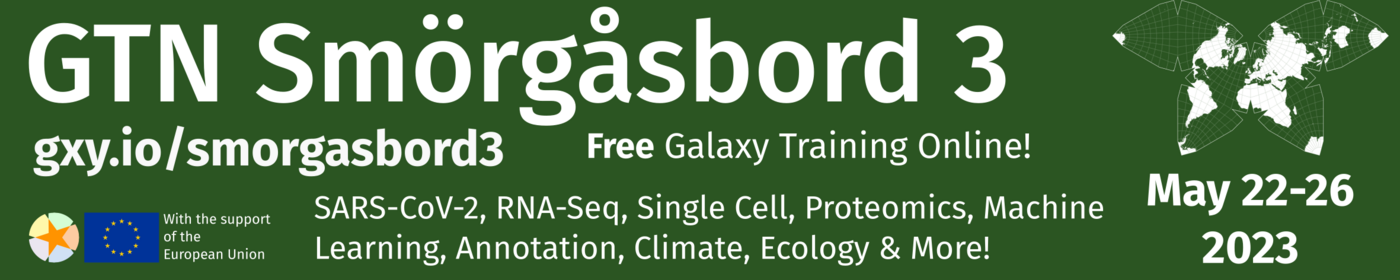 GTN Smörgåsbord 3
gxy.io/smorgasbord3
Free Galaxy Training Online!
SARS-CoV-2, RNA-Seq, Single Cell, Proteomics, Machine
Learning, Annotation, Climate, Ecology & More!
With the support
of the
European Union
May 22-26
2023